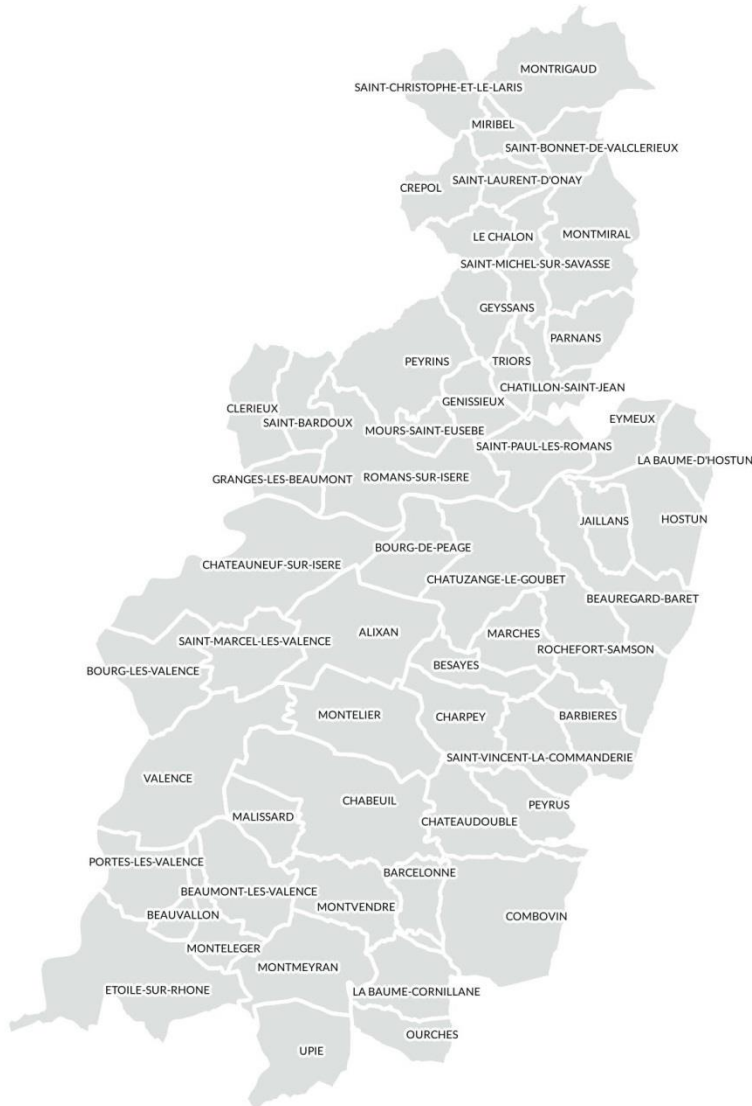 MONTRIGAUD
SAINT-CHRISTOPHE-ET-LE-LARIS
MIRIBEL
SAINT-BONNET-DE-VALCLERIEUX
SAINT-LAURENT-D'ONAY
CREPOL
LE CHALON
MONTMIRAL
SAINT-MICHEL-SUR-SAVASSE
GEYSSANS
PARNANS
PEYRINS
TRIORS
CHATILLON-SAINT-JEAN
GENISSIEUX
CLERIEUX
SAINT-BARDOUX
EYMEUX
MOURS-SAINT-EUSEBE
SAINT-PAUL-LES-ROMANS
LA BAUME-D'HOSTUN
GRANGES-LES-BEAUMONT
ROMANS-SUR-ISERE
JAILLANS
HOSTUN
BOURG-DE-PEAGE
CHATEAUNEUF-SUR-ISERE
CHATUZANGE-LE-GOUBET
BEAUREGARD-BARET
ALIXAN
MARCHES
SAINT-MARCEL-LES-VALENCE
ROCHEFORT-SAMSON
BESAYES
BOURG-LES-VALENCE
MONTELIER
CHARPEY
BARBIERES
SAINT-VINCENT-LA-COMMANDERIE
VALENCE
CHABEUIL
PEYRUS
MALISSARD
CHATEAUDOUBLE
PORTES-LES-VALENCE
BARCELONNE
BEAUMONT-LES-VALENCE
MONTVENDRE
BEAUVALLON
COMBOVIN
MONTELEGER
MONTMEYRAN
ETOILE-SUR-RHONE
LA BAUME-CORNILLANE
OURCHES
UPIE